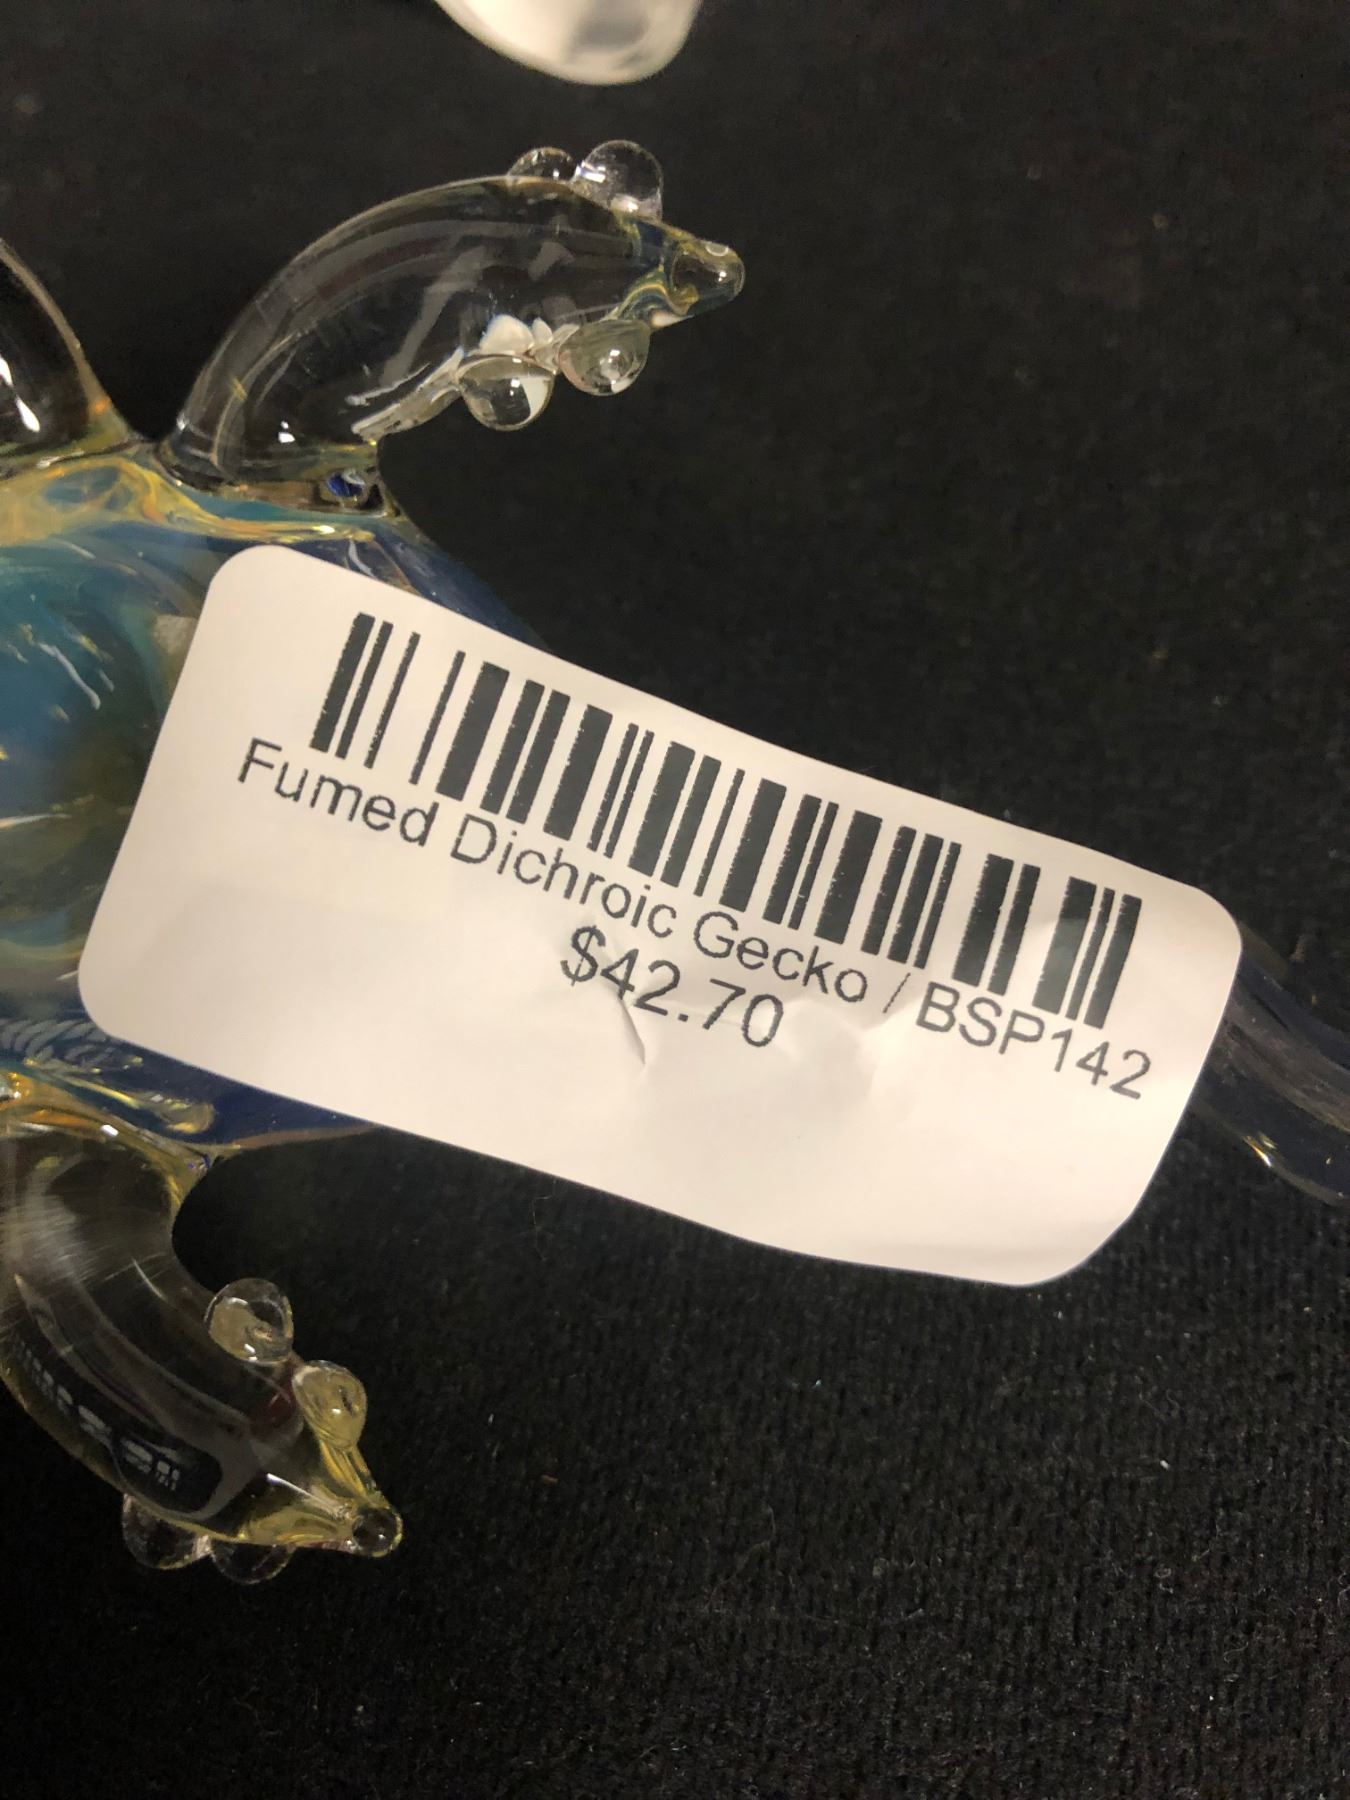 Fumed Dichroic Gecko / BSP142
$42.70